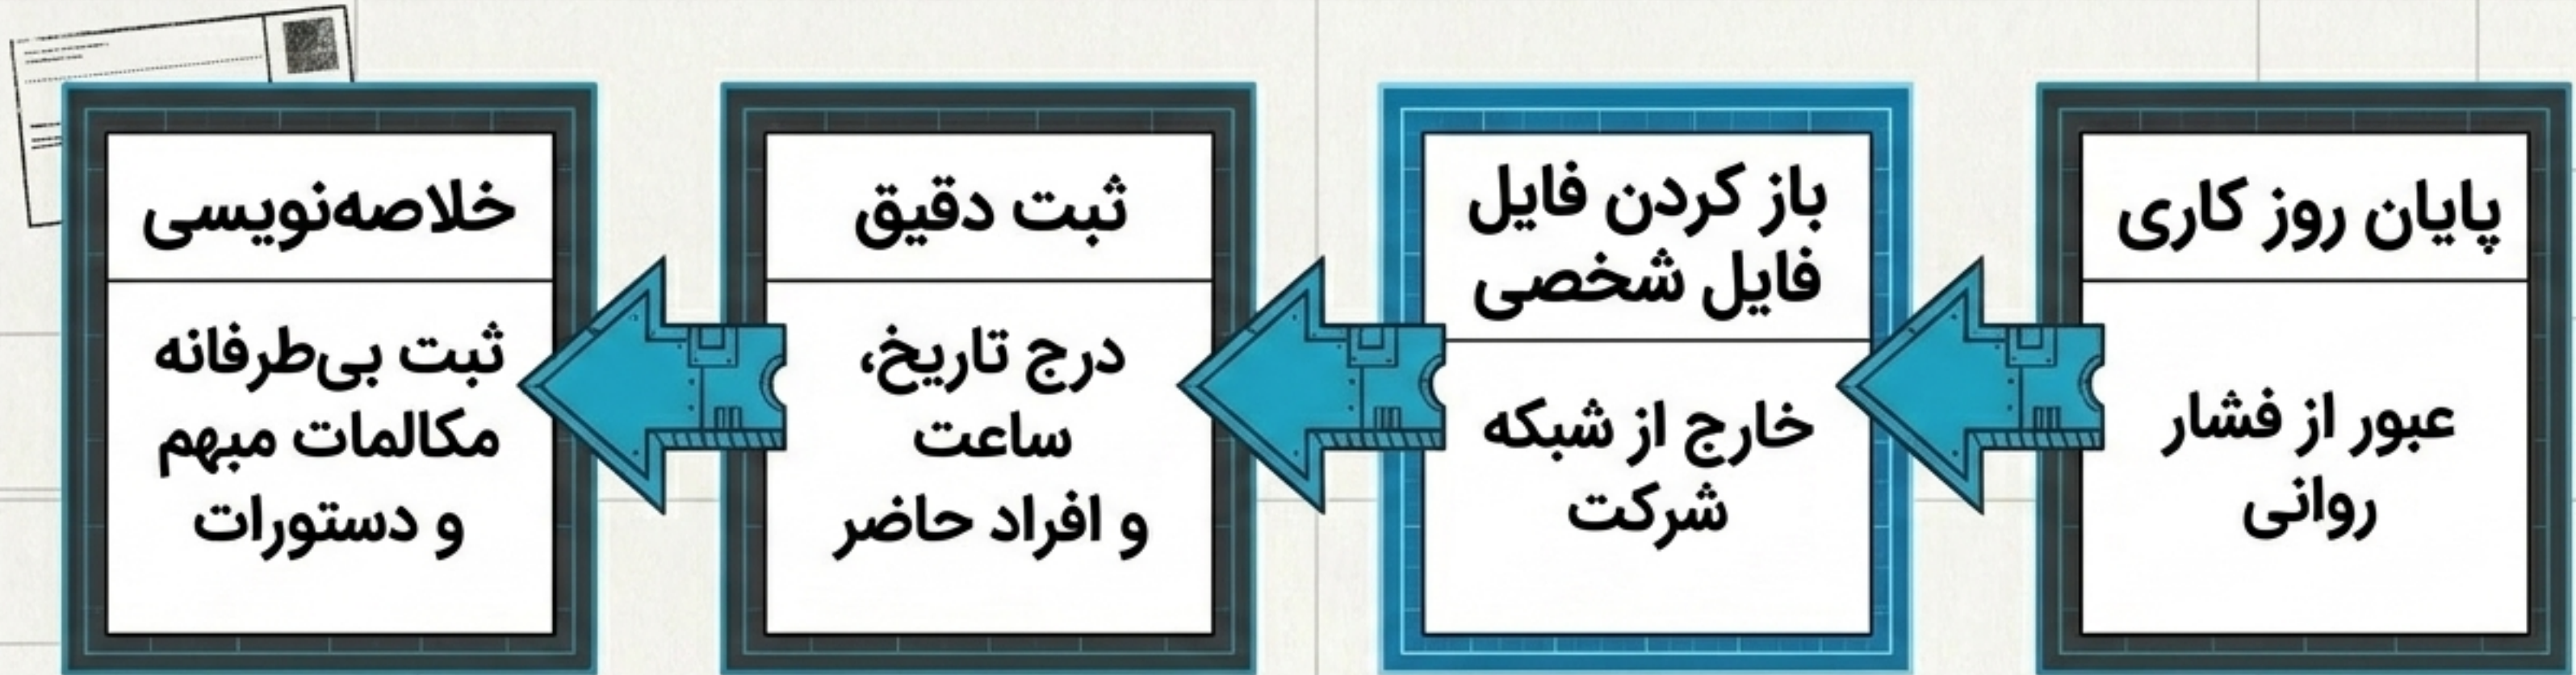 پایان روز کاری
عبور از فشار
روانی
باز کردن فایل
فایل شخصی
خارج از شبکه
شرکت
ثبت دقیق
درج تاریخ،
ساعت
و افراد حاضر
خلاصه‌نویسی
ثبت بی‌طرفانه
مکالمات مبهم
و دستورات